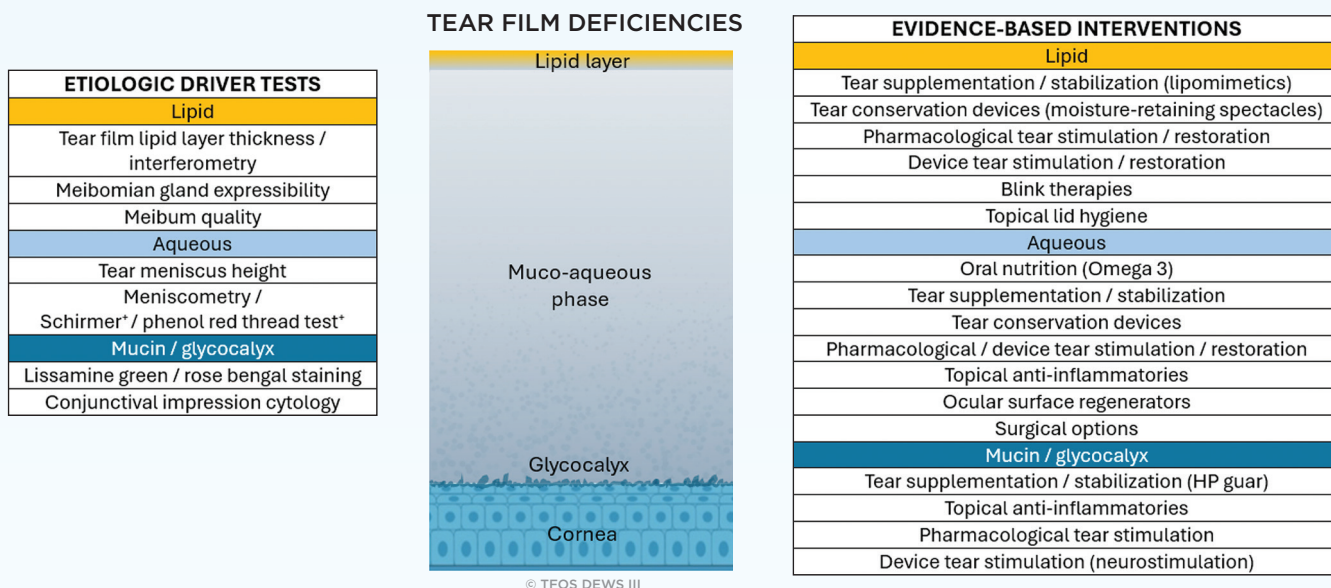 TEAR FILM DEFICIENCIES
ETIOLOGIC DRIVER TESTS
Lipid
Tear film lipid layer thickness /
interferometry
Meibomian gland expressibility
Meibum quality
Aqueous
Tear meniscus height
Meniscometry /
Schirmer⁺ / phenol red thread test⁺
Mucin / glycocalyx
Lissamine green / rose bengal staining
Conjunctival impression cytology
Lipid layer
Muco-aqueous
phase
Glycocalyx
Cornea
© TFOS DEWS III
EVIDENCE-BASED INTERVENTIONS
Lipid
Tear supplementation / stabilization (lipomimetics)
Tear conservation devices (moisture-retaining spectacles)
Pharmacological tear stimulation / restoration
Device tear stimulation / restoration
Blink therapies
Topical lid hygiene
Aqueous
Oral nutrition (Omega 3)
Tear supplementation / stabilization
Tear conservation devices
Pharmacological / device tear stimulation / restoration
Topical anti-inflammatories
Ocular surface regenerators
Surgical options
Mucin / glycocalyx
Tear supplementation / stabilization (HP guar)
Topical anti-inflammatories
Pharmacological tear stimulation
Device tear stimulation (neurostimulation)